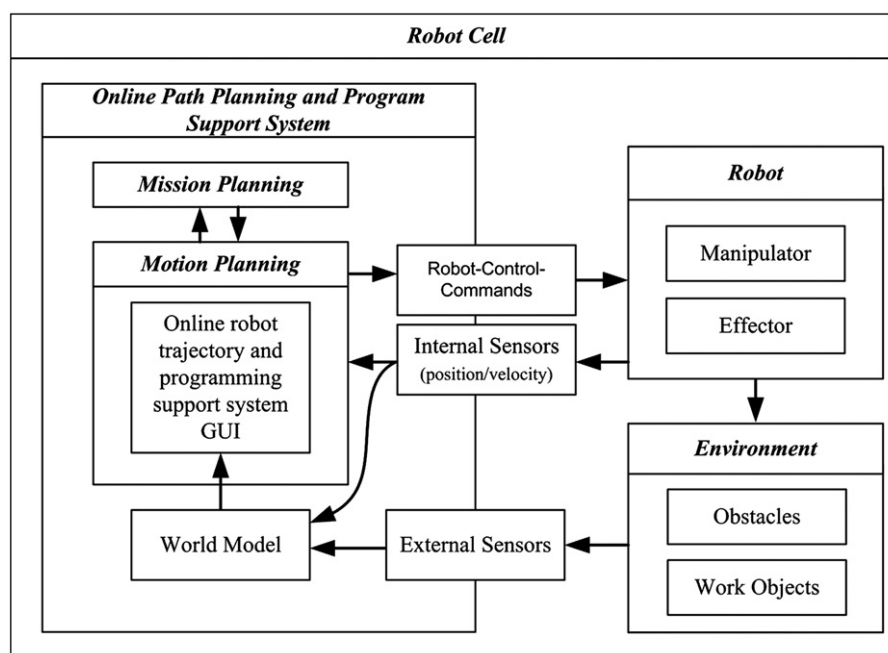 Robot Cell
Online Path Planning and Program
Support System
Mission Planning
Motion Planning
Online robot
trajectory and
programming
support system
GUI
World Model
Robot-Control-
Commands
Internal Sensors
(position/velocity)
External Sensors
Robot
Manipulator
Effector
Environment
Obstacles
Work Objects